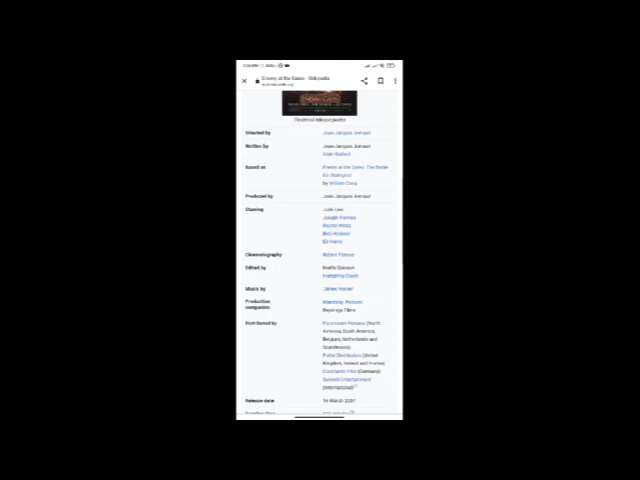 Enemy at the Gates - Wikipedia
Theatrical release poster
Directed by Jean-Jacques Annaud
Written by Jean-Jacques Annaud
Alain Godard
Based on Enemy at the Gates: The Battle
for Stalingrad
by William Craig
Produced by Jean-Jacques Annaud
Starring Jude Law
Joseph Fiennes
Rachel Weisz
Bob Hoskins
Ed Harris
Cinematography Robert Fraisse
Edited by Noëlle Boisson
Humphrey Dixon
Music by James Horner
Production
companies
Mandalay Pictures
Repérage Films
Distributed by Paramount Pictures (North
America, South America,
Belgium, Netherlands and
Scandinavia)
Pathé Distribution (United
Kingdom, Ireland and France)
Constantin Film (Germany)
Summit Entertainment
(International)
Release date 16 March 2001